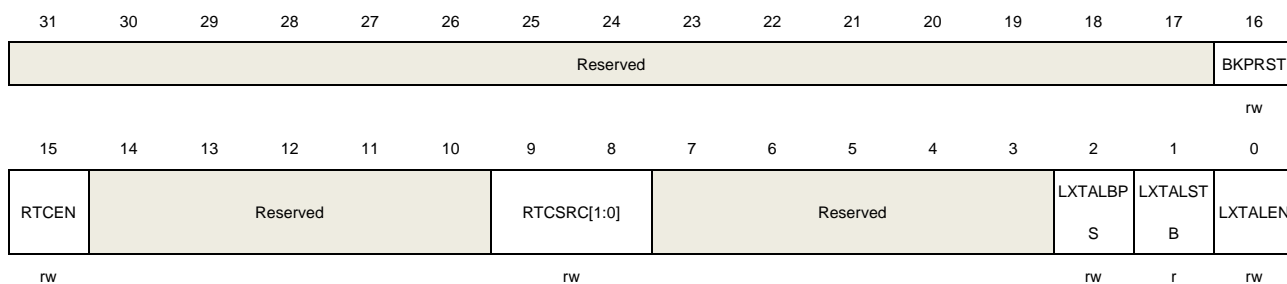 31 30 29 28 27 26 25 24 23 22 21 20 19 18 17 16
Reserved BKPRST
rw
15 14 13 12 11 10 9 8 7 6 5 4 3 2 1 0
RTCEN Reserved RTCSRC[1:0] Reserved LXTALBP
S LXTALST
B LXTALEN
rw rw rw r rw